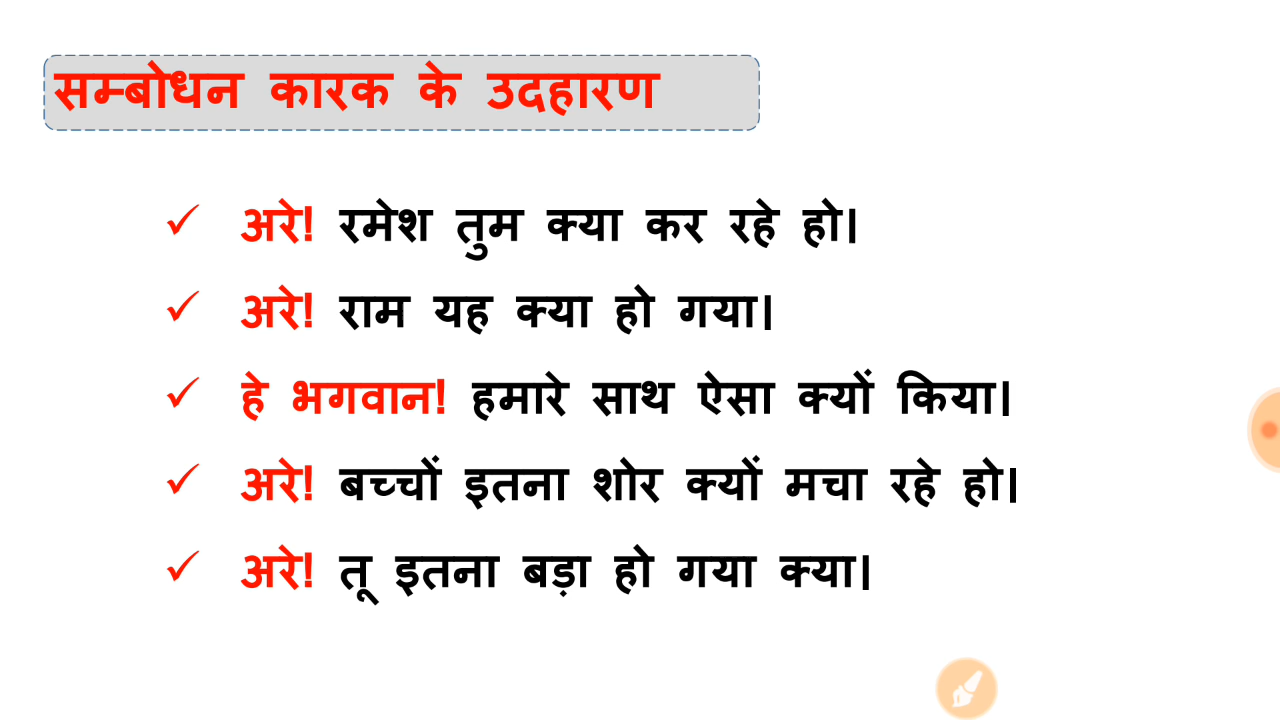 सम्बोधन कारक के उदहारण
✓ अरे! रमेश तुम क्या कर रहे हो।
✓ अरे! राम यह क्या हो गया।
✓ हे भगवान! हमारे साथ ऐसा क्यों किया।
✓ अरे! बच्चों इतना शोर क्यों मचा रहे हो।
✓ अरे! तू इतना बड़ा हो गया क्या।